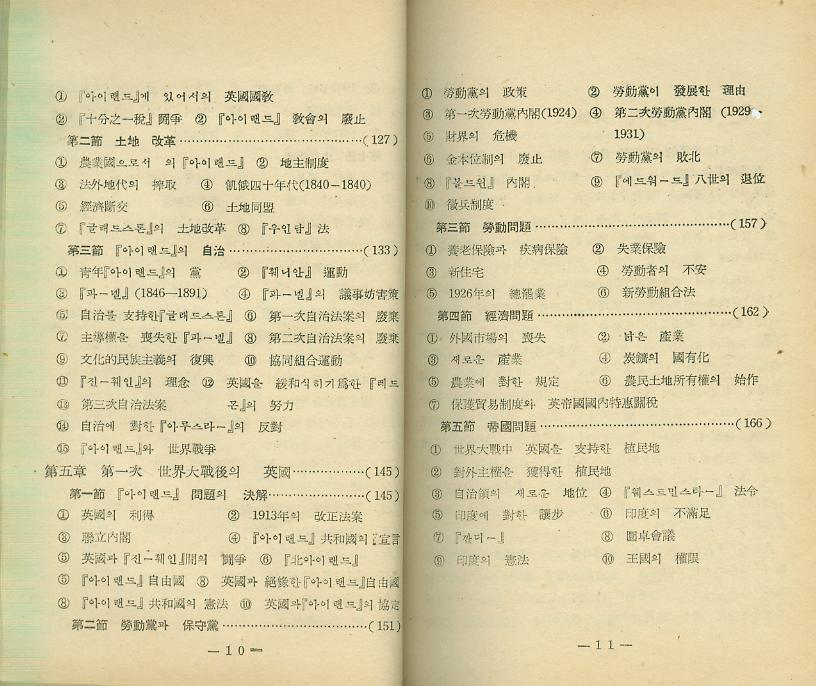 ① 『아이랜드』게 있어서의 英國國敎
② 『十分之一税』鬪爭 ② 『아이랜드』 敎會의 廢止
第二節 土地 改革……………………(127)
① 農業國으로서 의『아이랜드』 ② 地主制度
③ 法外地代의 搾取 ④ 飢餓四十年代(1840—1840)
⑤ 經濟斷交 ⑥ 土地同盟
⑦ 『글래드스톤』의 土地改革 ⑧ 『우인담』法
第三節 『아이랜드』의 自治……………………(133)
① 靑年『아이랜드』의 黨 ② 『훼니안』 運動
③ 『파ー넬』(1846—1891) ④ 『파ー넬』의 議事妨害策
⑤ 自治를 支持한『글래드스톤』 ⑥ 第一次自治法案의 廢棄
⑦ 主導權을 喪失한『파ー넬』 ⑧ 第二次自治法案의 廢棄
⑨ 文化的民族主義의 復興 ⑩ 協同組合運動
⑪ 『진ー훼인』의 理念 ⑫ 英國을 緩和식히기爲한『레드
⑬ 第三次自治法案 몬』의 努力
⑭ 自治에 對한『아루스라ー』의 反對
⑮ 『아이랜드』와 世界戰爭
第五章 第一次 世界大戰後의 英國……………(145)
第一節 『아이랜드』 問題의 決解……………(145)
① 英國의 利得 ② 1913年의 改正法案
③ 聯立內閣 ④ 『아이랜드』 共和國의 宣言
⑤ 英國과『진ー훼인』間의 鬪爭 ⑥ 『北아이랜드』
⑤ 『아이랜드』自由國 ⑧ 英國과 絕緣한『아이랜드』自由國
⑧ 『아이랜드』共和國의 憲法 ⑩ 英國과『아이랜드』의 協定
第二節 勞動黨과 保守黨……………………(151)
—10—
① 勞動黨의 政策 ② 勞動黨이 發展한 理由
③ 第一次勞動黨內閣(1924) ④ 第二次勞動黨內閣 (1929—
⑤ 財界의 危機 1931)
⑥ 金本位制의 廢止 ⑦ 勞動黨의 敗北
⑧ 『볼드윈』 內閣 ⑨ 『에드워ー드』八世의 退位
⑩ 徵兵制度
第三節 勞動問題……………………(157)
① 養老保險과 疾病保險 ② 失業保險
③ 新住宅 ④ 勞動者의 不安
⑤ 1926年의 總罷業 ⑥ 新勞動組合法
第四節 經濟問題……………………(162)
① 外國市場의 喪失 ② 낡은 產業
③ 새로운 產業 ④ 炭鑛의 國有化
⑤ 農業에 對한 規定 ⑥ 農民土地所有權의 始作
⑦ 保護貿易制度와 英帝國國內特惠關稅
第五節 帝國問題……………………(166)
① 世界大戰中 英國을 支持한 植民地
② 對外主權을 獲得한 植民地
③ 自治領의 새로운 地位 ④ 『웨스트민스타ー』 法令
⑤ 印度에 對한 讓步 ⑥ 印度의 不滿足
⑦ 『깐디ー』 ⑧ 圓卓會議
⑨ 印度의 憲法 ⑩ 王國의 權限
—11—